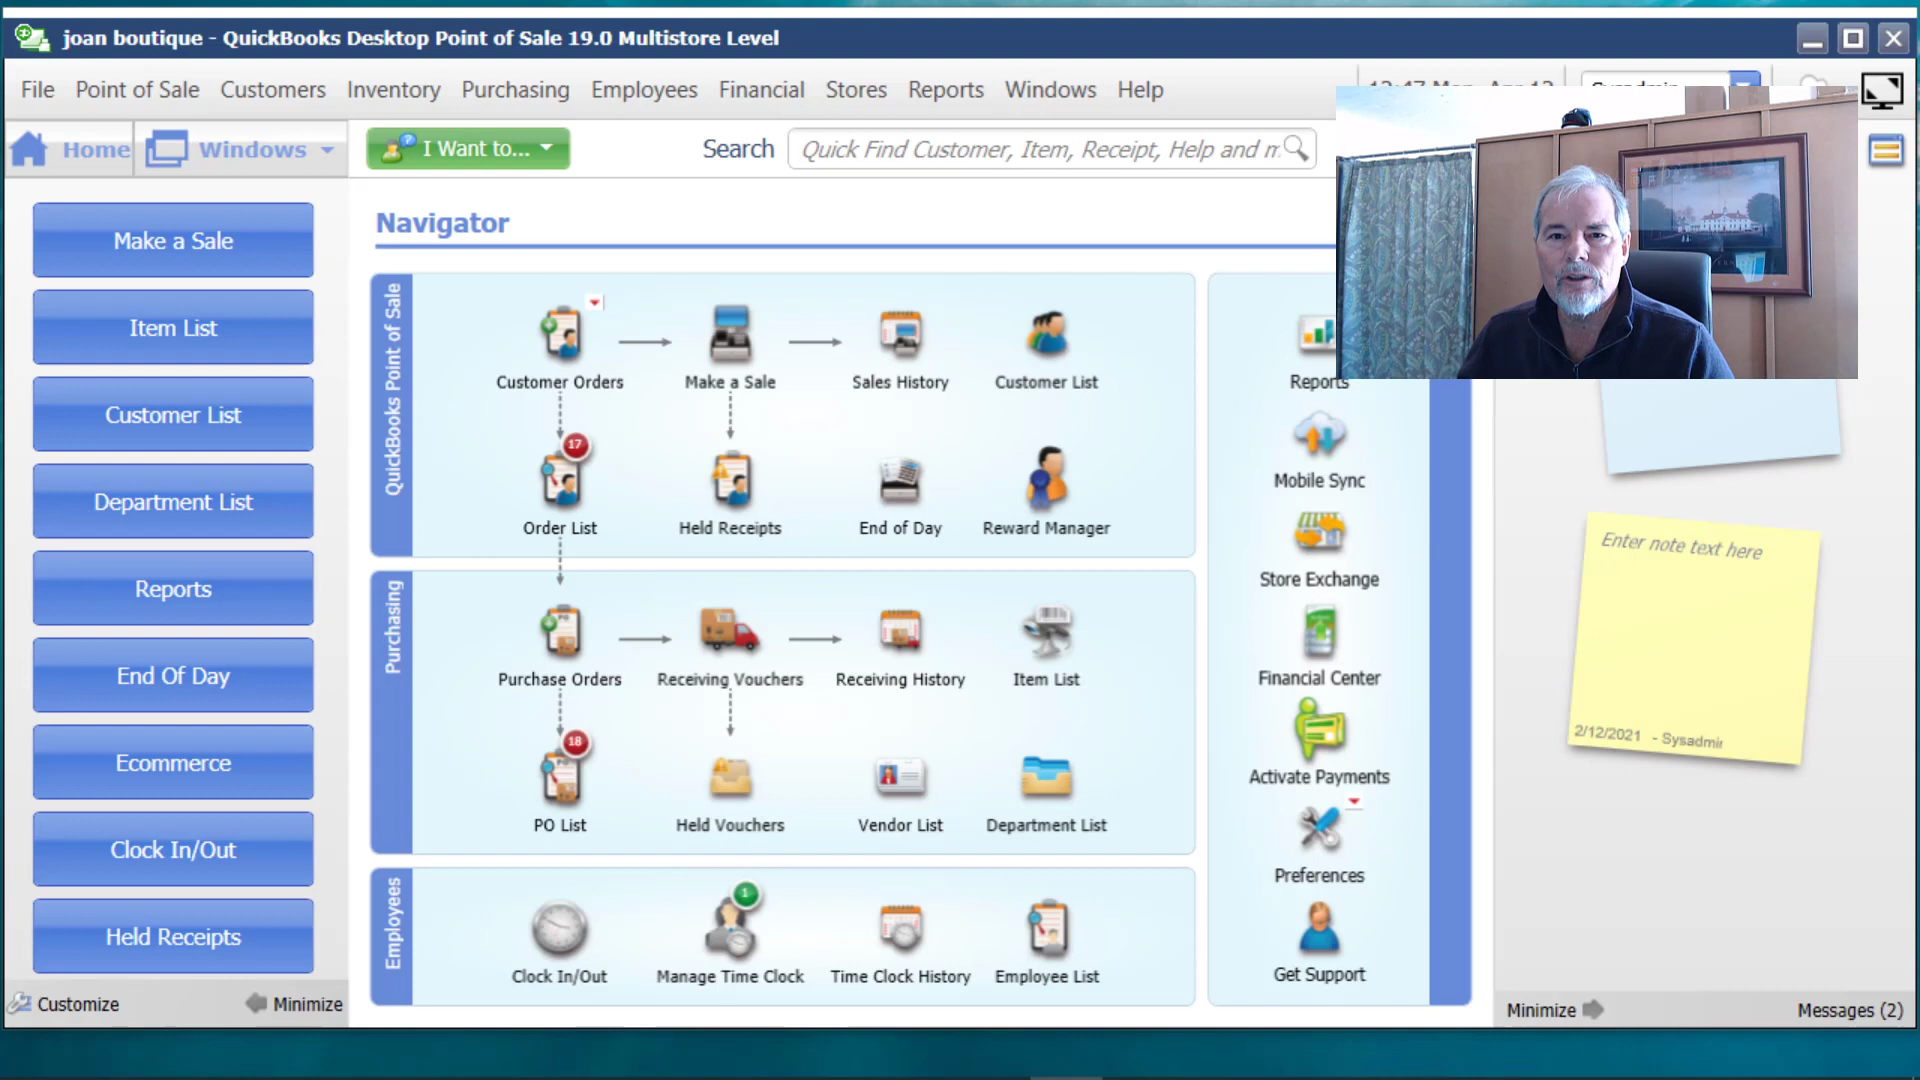 joan boutique - QuickBooks Desktop Point of Sale 19.0 Multistore Level
File Point of Sale Customers Inventory Purchasing Employees Financial Stores Reports Windows Help
Home Windows I Want to... Search Quick Find Customer, Item, Receipt, Help and m
Make a Sale
Item List
Customer List
Department List
Reports
End Of Day
Ecommerce
Clock In/Out
Held Receipts
Customize Minimize
Navigator
QuickBooks Point of Sale
Customer Orders Make a Sale Sales History Customer List
17
Order List Held Receipts End of Day Reward Manager
Purchasing
Purchase Orders Receiving Vouchers Receiving History Item List
18
PO List Held Vouchers Vendor List Department List
Employees
1
Clock In/Out Manage Time Clock Time Clock History Employee List
Reports
Mobile Sync
Store Exchange
Financial Center
Activate Payments
Preferences
Get Support
Enter note text here
2/12/2021 - Sysadmin
Minimize Messages (2)